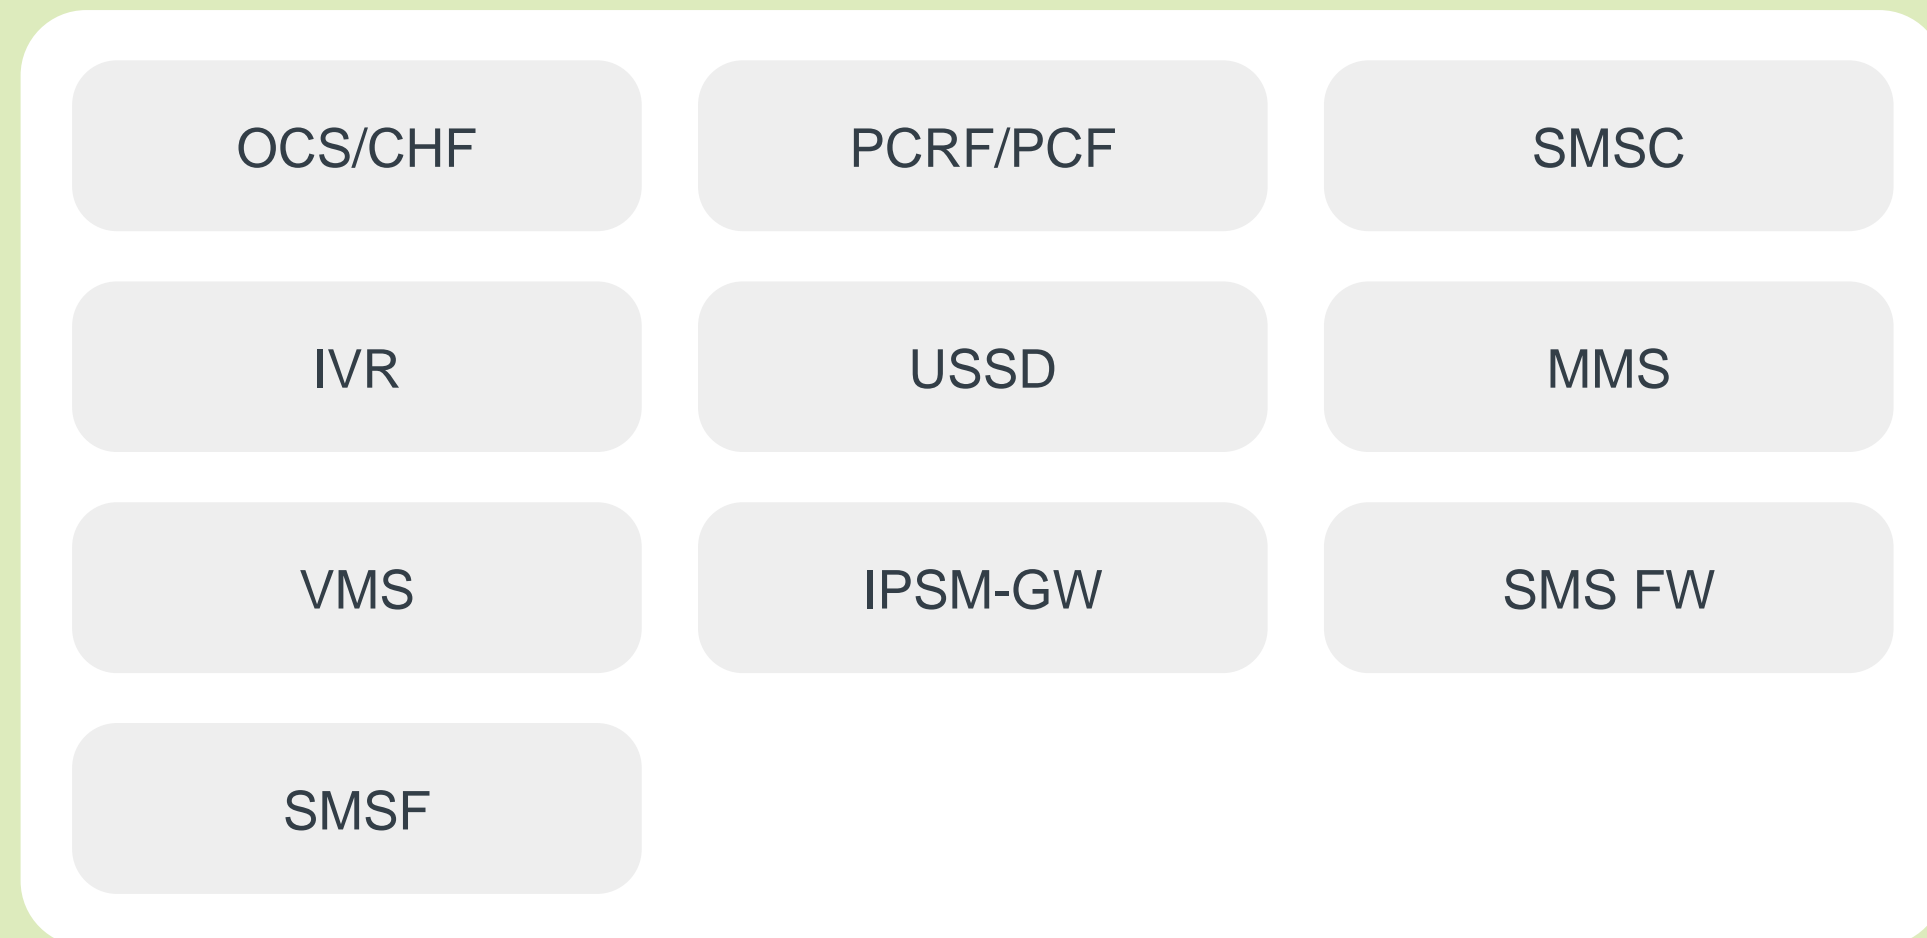 OCS/CHF
PCRF/PCF
SMSC
IVR
USSD
MMS
VMS
IPSM-GW
SMS FW
SMSF